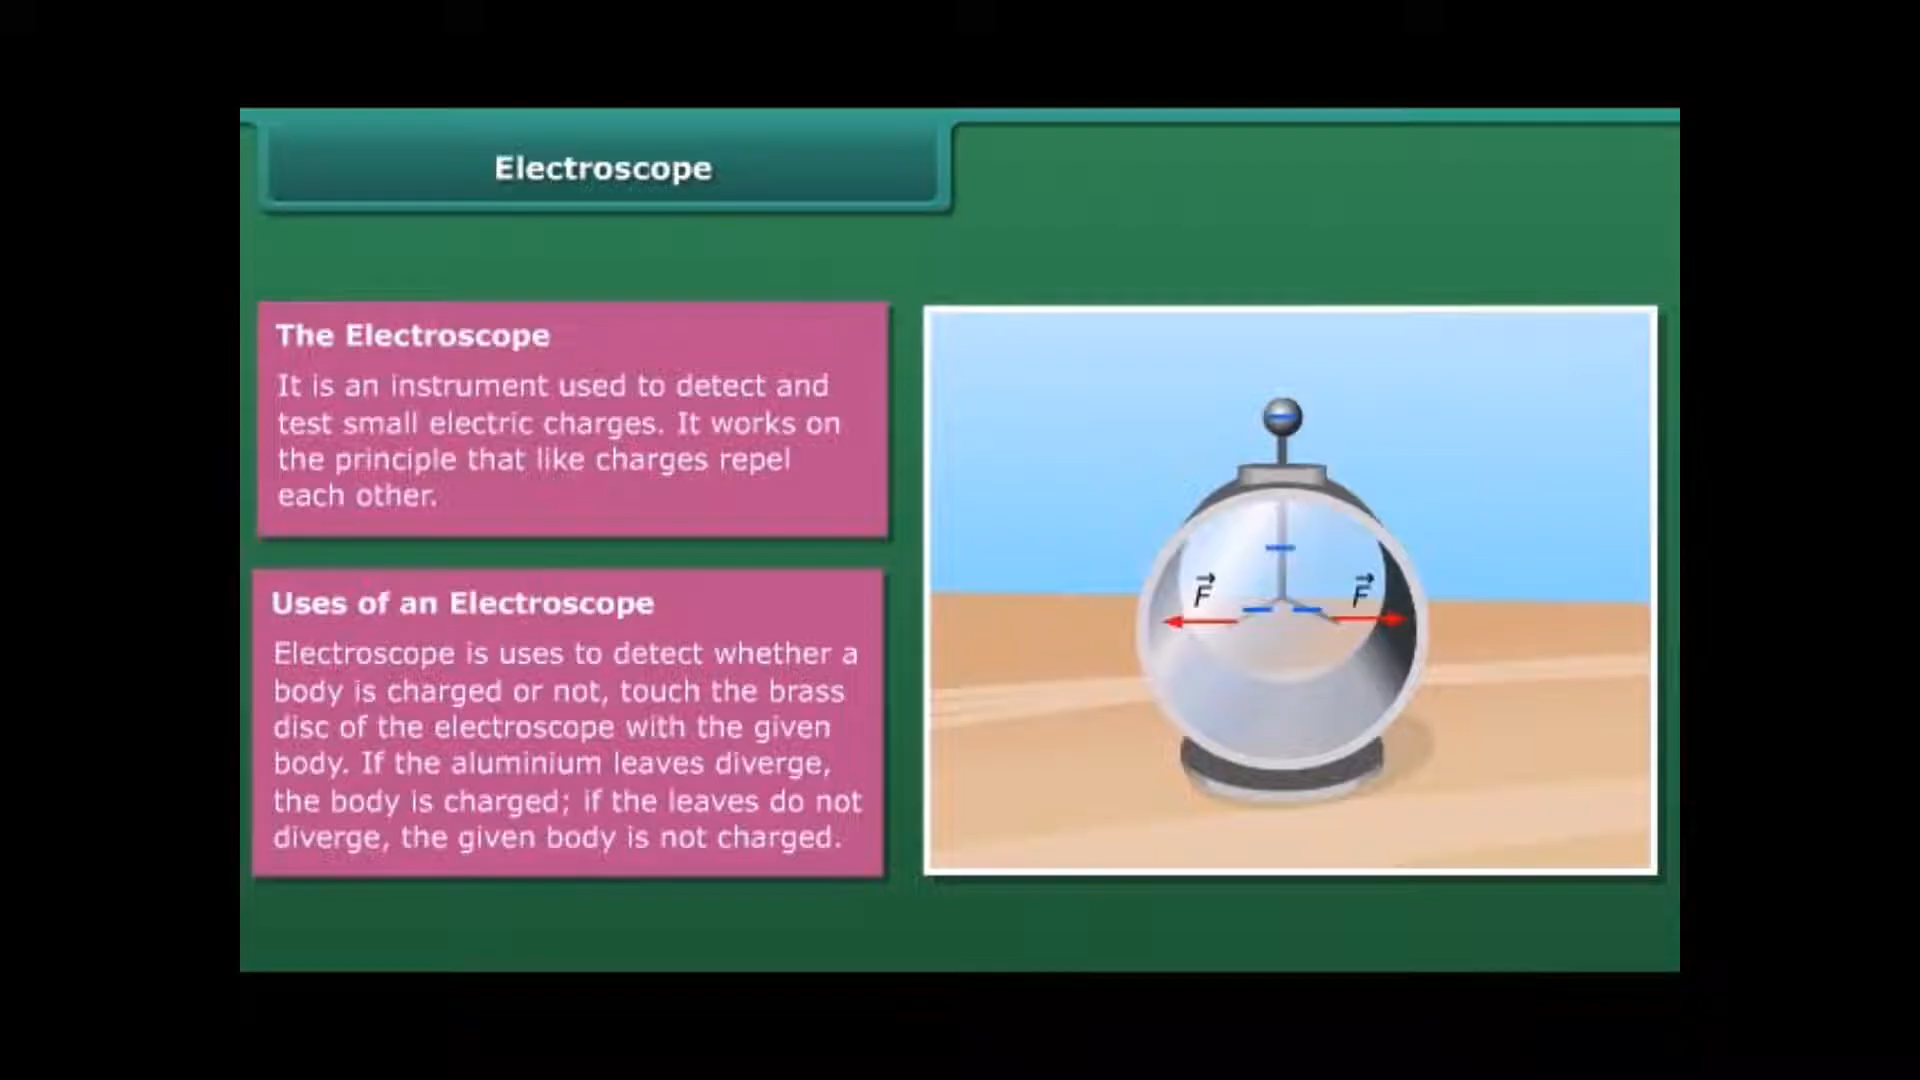 Electroscope
The Electroscope
It is an instrument used to detect and
test small electric charges. It works on
the principle that like charges repel
each other.
Uses of an Electroscope
Electroscope is uses to detect whether a
body is charged or not, touch the brass
disc of the electroscope with the given
body. If the aluminium leaves diverge,
the body is charged; if the leaves do not
diverge, the given body is not charged.
F⃗ F⃗